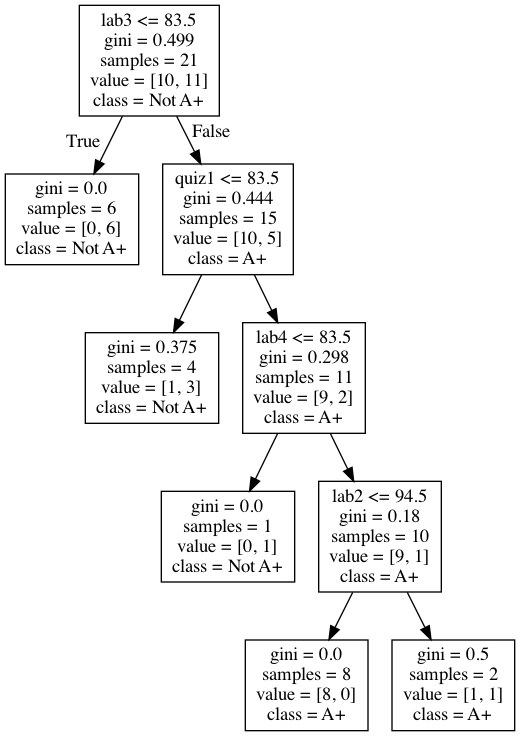 lab3 <= 83.5
gini = 0.499
samples = 21
value = [10, 11]
class = Not A+
True
False
gini = 0.0
samples = 6
value = [0, 6]
class = Not A+
quiz1 <= 83.5
gini = 0.444
samples = 15
value = [10, 5]
class = A+
gini = 0.375
samples = 4
value = [1, 3]
class = Not A+
lab4 <= 83.5
gini = 0.298
samples = 11
value = [9, 2]
class = A+
gini = 0.0
samples = 1
value = [0, 1]
class = Not A+
lab2 <= 94.5
gini = 0.18
samples = 10
value = [9, 1]
class = A+
gini = 0.0
samples = 8
value = [8, 0]
class = A+
gini = 0.5
samples = 2
value = [1, 1]
class = A+